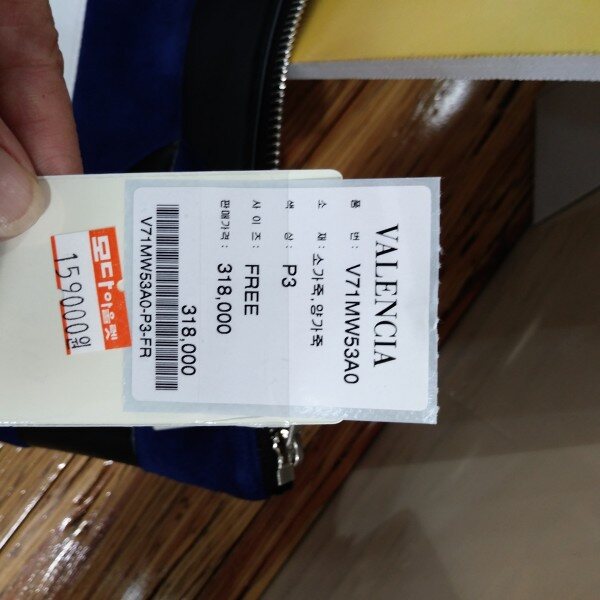 VALENCIA
품 번 : V71MW53A0
소 재 : 소가죽,양가죽
색 상 : P3
사 이 즈 : FREE
판매가격 : 318,000
318,000
V71MW53A0-P3-FR
모다아울렛
159000원